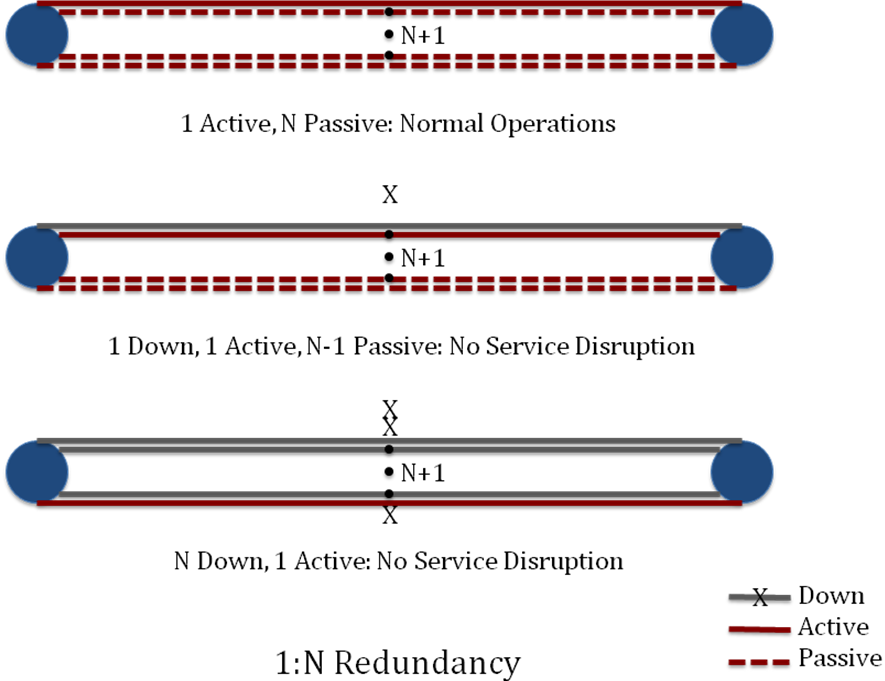 N+1
1 Active, N Passive: Normal Operations
X
N+1
1 Down, 1 Active, N-1 Passive: No Service Disruption
X
X
N+1
X
N Down, 1 Active: No Service Disruption
X Down
Active
Passive
1:N Redundancy